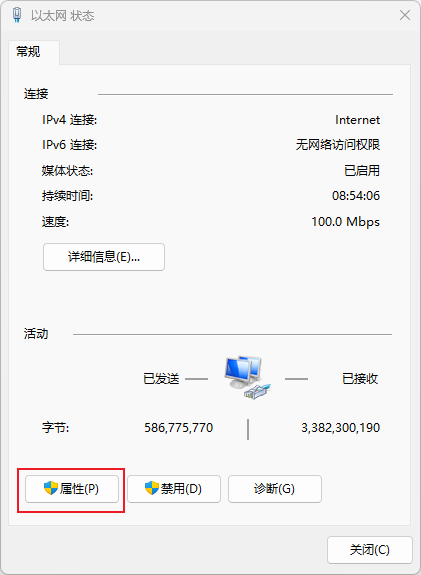 以太网 状态
常规
连接
IPv4 连接: Internet
IPv6 连接: 无网络访问权限
媒体状态: 已启用
持续时间: 08:54:06
速度: 100.0 Mbps
详细信息(E)...
活动
已发送 已接收
字节: 586,775,770 3,382,300,190
属性(P) 禁用(D) 诊断(G)
关闭(C)